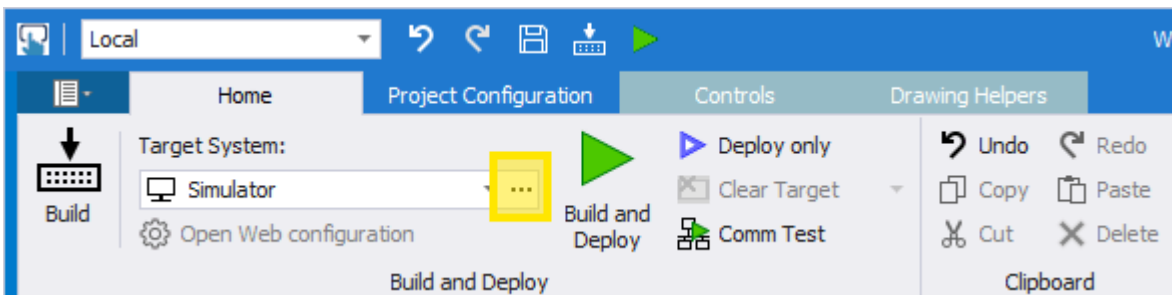 Local
W
Home Project Configuration Controls Drawing Helpers
Target System:
Simulator ...
Open Web configuration
Build
Build and
Deploy
Deploy only
Clear Target
Comm Test
Build and Deploy
Undo Redo
Copy Paste
Cut Delete
Clipboard